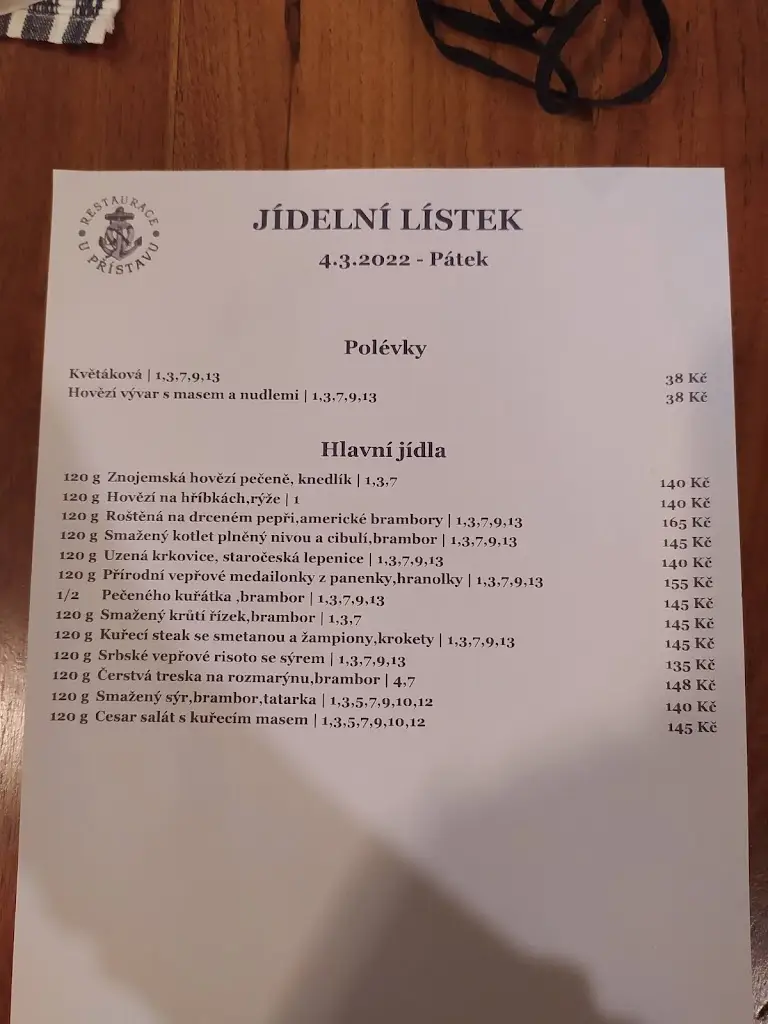 RESTAURACE
U PŘÍSTAVU
JÍDELNÍ LÍSTEK
4.3.2022 - Pátek
Polévky
Květáková | 1,3,7,9,13 38 Kč
Hovězí vývar s masem a nudlemi | 1,3,7,9,13 38 Kč
Hlavní jídla
120 g Znojemská hovězí pečeně, knedlík | 1,3,7 140 Kč
120 g Hovězí na hříbkách,rýže | 1 140 Kč
120 g Roštěná na drceném pepři,americké brambory | 1,3,7,9,13 165 Kč
120 g Smažený kotlet plněný nivou a cibulí,brambor | 1,3,7,9,13 145 Kč
120 g Uzená krkovice, staročeská lepenice | 1,3,7,9,13 140 Kč
120 g Přírodní vepřové medailonky z panenky,hranolky | 1,3,7,9,13 155 Kč
1/2 Pečeného kuřátka ,brambor | 1,3,7,9,13 145 Kč
120 g Smažený krůtí řízek,brambor | 1,3,7 145 Kč
120 g Kuřecí steak se smetanou a žampiony,krokety | 1,3,7,9,13 145 Kč
120 g Srbské vepřové risoto se sýrem | 1,3,7,9,13 135 Kč
120 g Čerstvá treska na rozmarýnu,brambor | 4,7 148 Kč
120 g Smažený sýr,brambor,tatarka | 1,3,5,7,9,10,12 140 Kč
120 g Cesar salát s kuřecím masem | 1,3,5,7,9,10,12 145 Kč